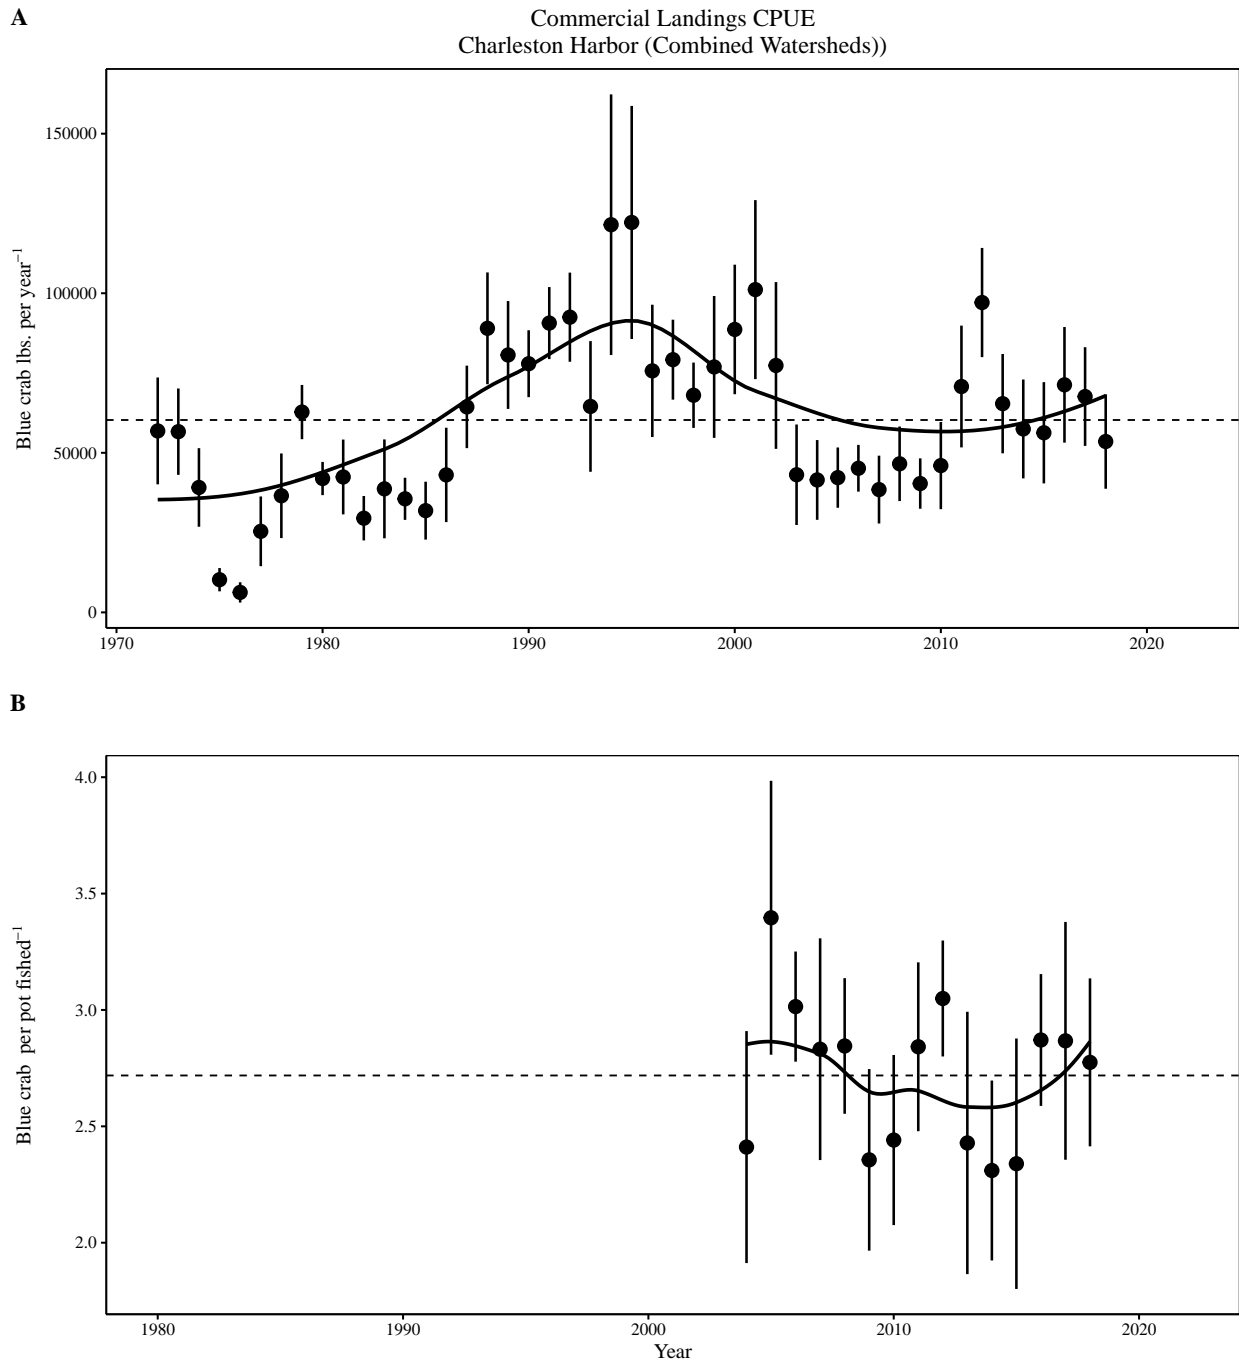 A
Commercial Landings CPUE
Charleston Harbor (Combined Watersheds))
Blue crab lbs. per year⁻¹
150000
100000
50000
0
1970 1980 1990 2000 2010 2020
B
Blue crab  per pot fished⁻¹
4.0
3.5
3.0
2.5
2.0
1980 1990 2000 2010 2020
Year